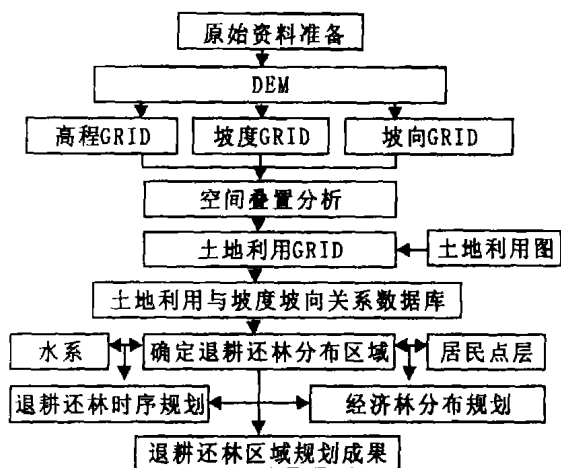 原始资料准备
DEM
高程GRID
坡度GRID
坡向GRID
空间叠置分析
土地利用GRID
土地利用图
土地利用与坡度坡向关系数据库
水系
确定退耕还林分布区域
居民点层
退耕还林时序规划
经济林分布规划
退耕还林区域规划成果